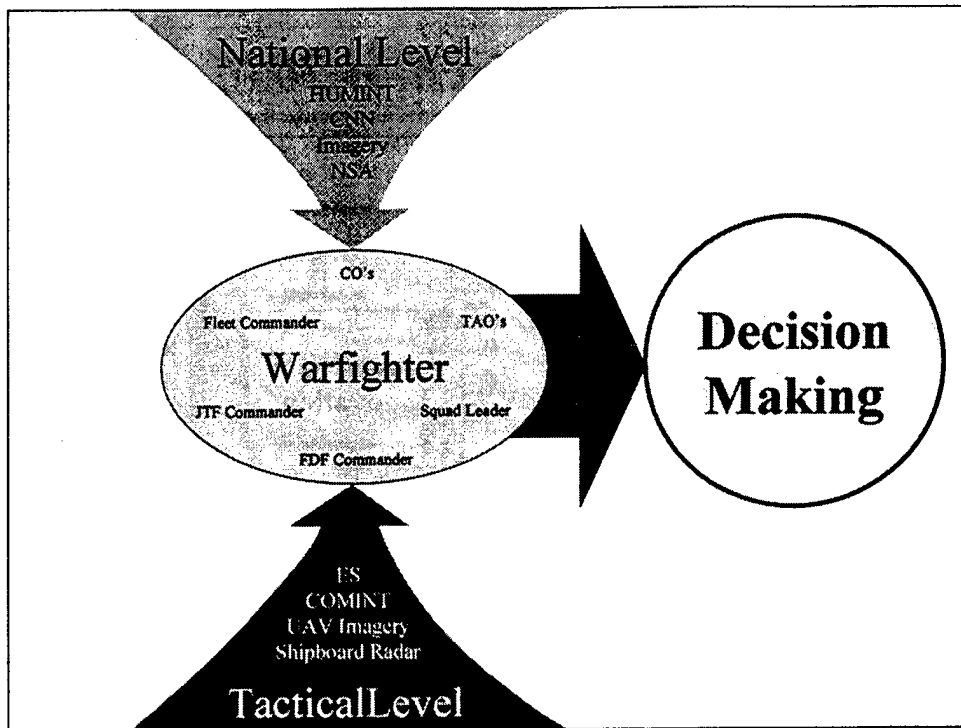 National Level
HUMINT
CNN
Imagery
NSA
CO's
Fleet Commander
TAO's
Warfighter
JTF Commander
Squad Leader
FDF Commander
Decision
Making
ES
COMINT
UAV Imagery
Shipboard Radar
TacticalLevel